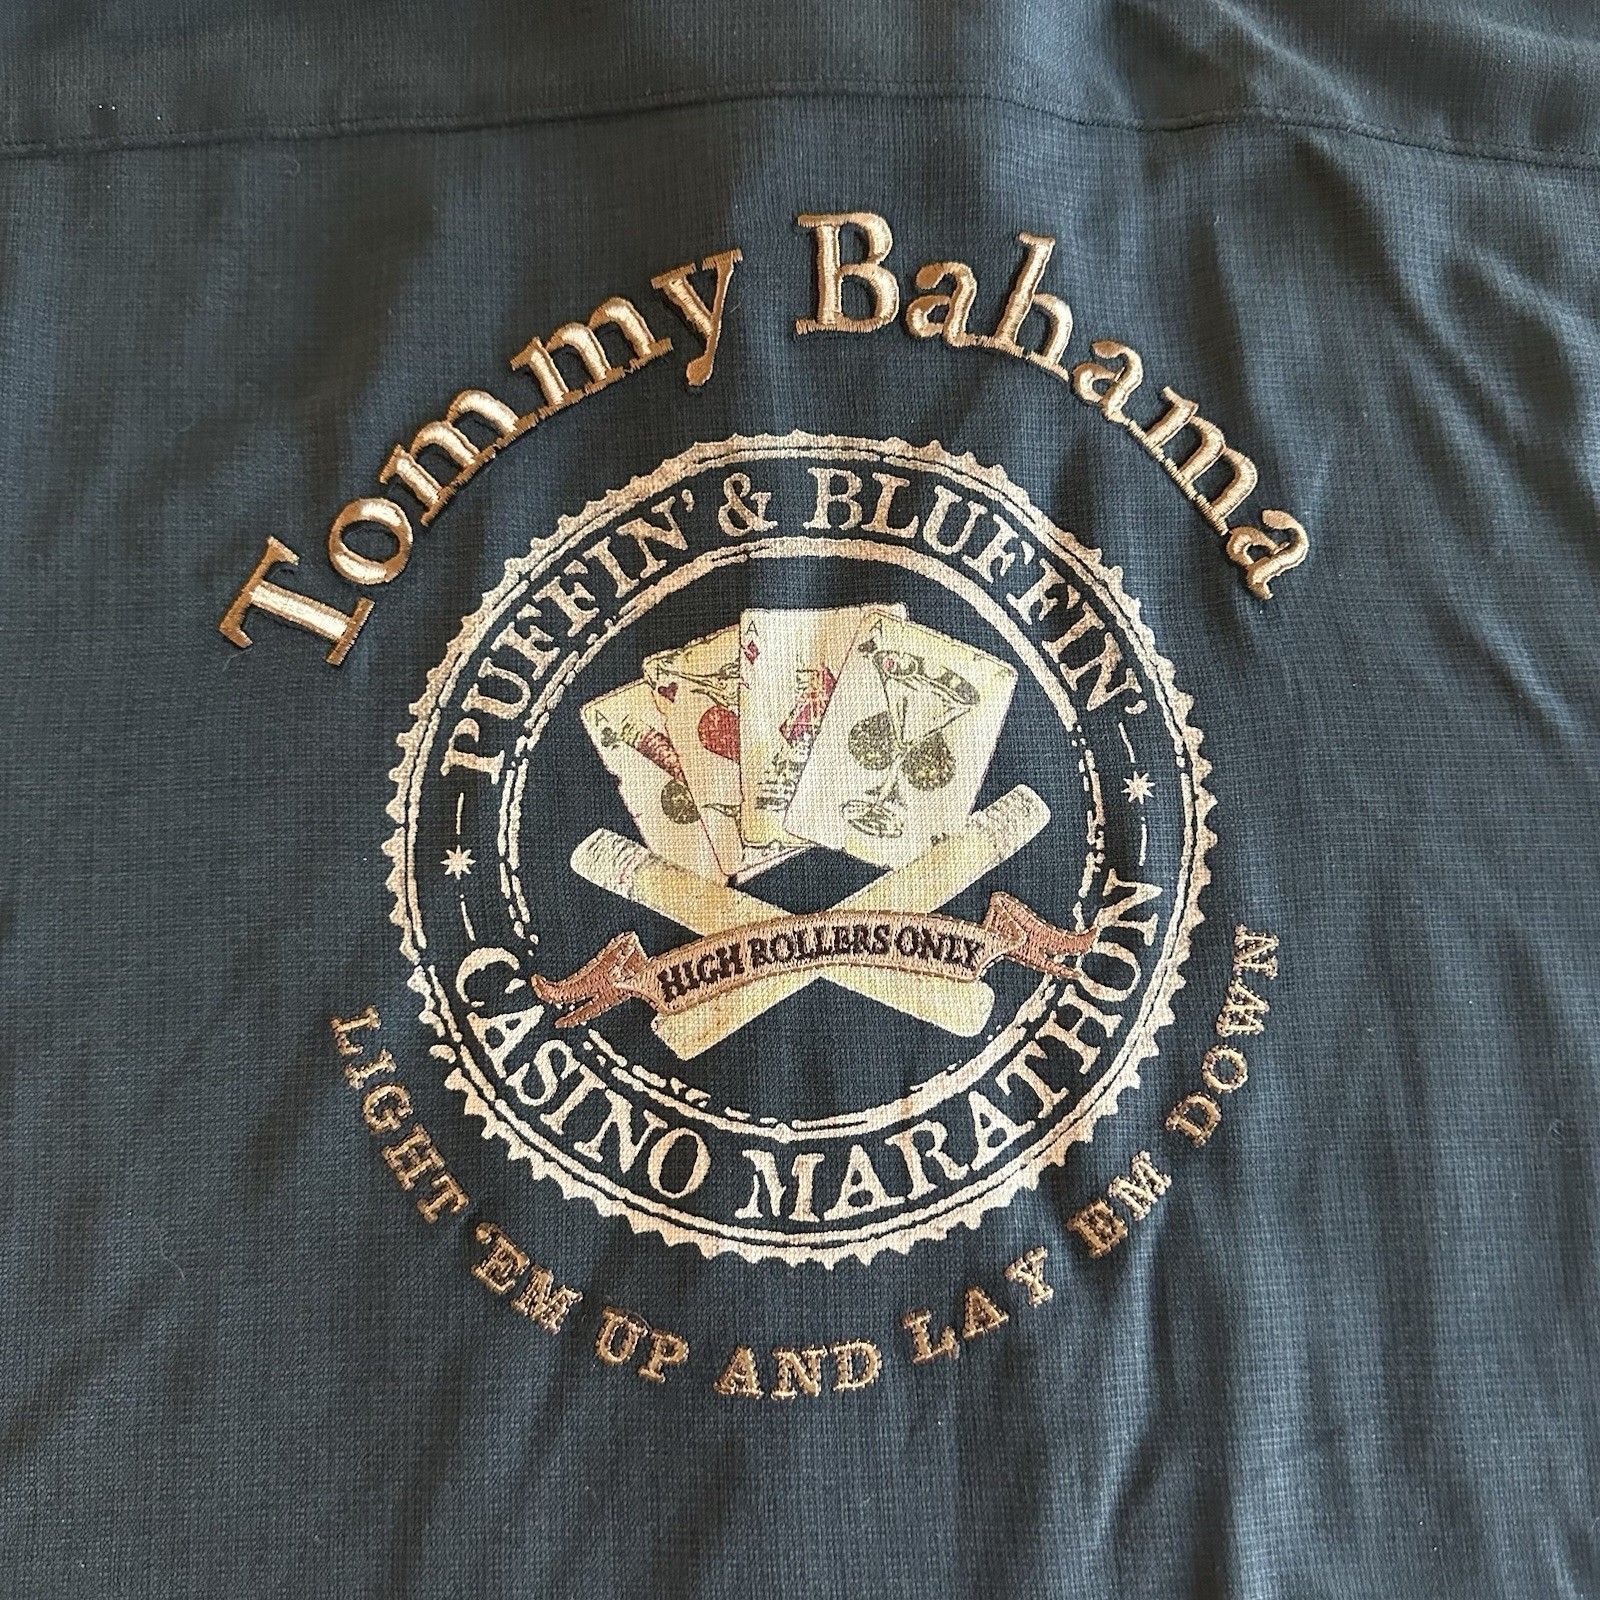 Tommy Bahama
PUFFIN' & BLUFFIN'
A
A
A
A
HIGH ROLLERS ONLY
CASINO MARATHON
LIGHT 'EM UP AND LAY EM DOWN